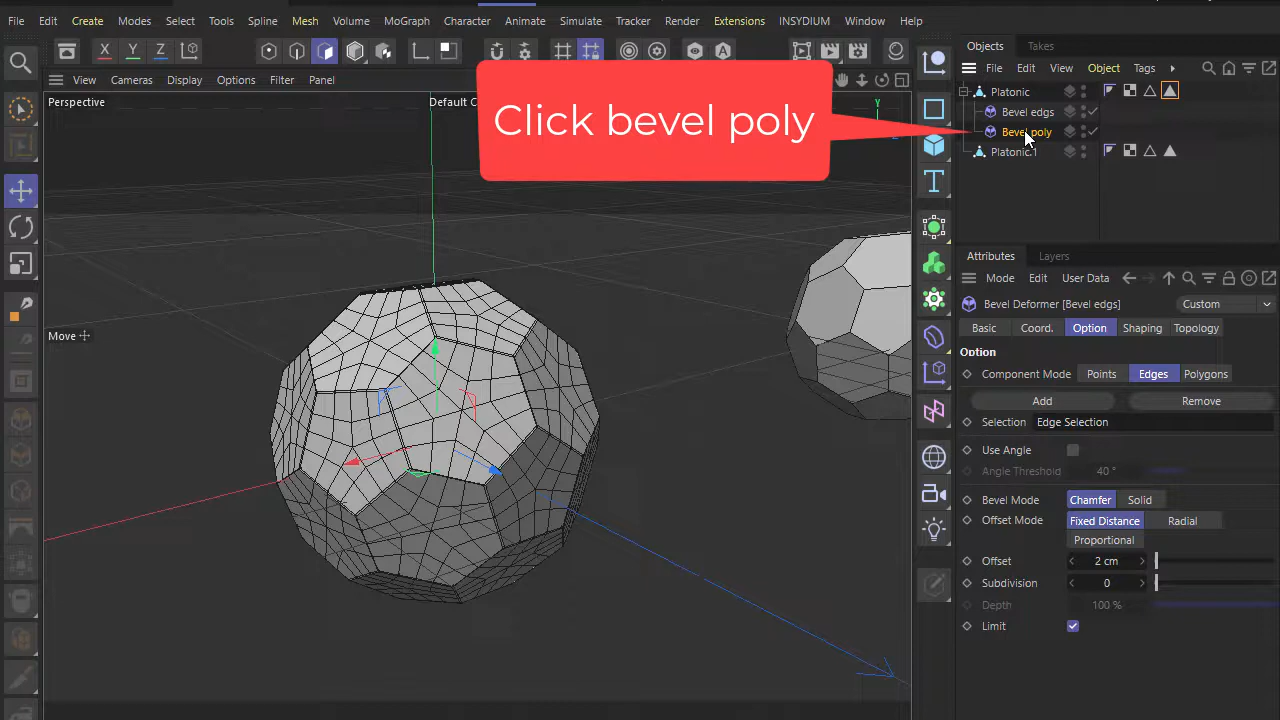 File Edit Create Modes Select Tools Spline Mesh Volume MoGraph Character Animate Simulate Tracker Render Extensions INSYDIUM Window Help
X Y Z
View Cameras Display Options Filter Panel
Perspective
Default C
Y
Move
Click bevel poly
Objects Takes
File Edit View Object Tags
Platonic
Bevel edgs
Bevel poly
Platonic.1
Attributes Layers
Mode Edit User Data
Bevel Deformer [Bevel edgs] Custom
Basic Coord. Option Shaping Topology
Option
Component Mode Points Edges Polygons
Add Remove
Selection Edge Selection
Use Angle
Angle Threshold 40 °
Bevel Mode Chamfer Solid
Offset Mode Fixed Distance Radial
Proportional
Offset 2 cm
Subdivision 0
Depth 100 %
Limit